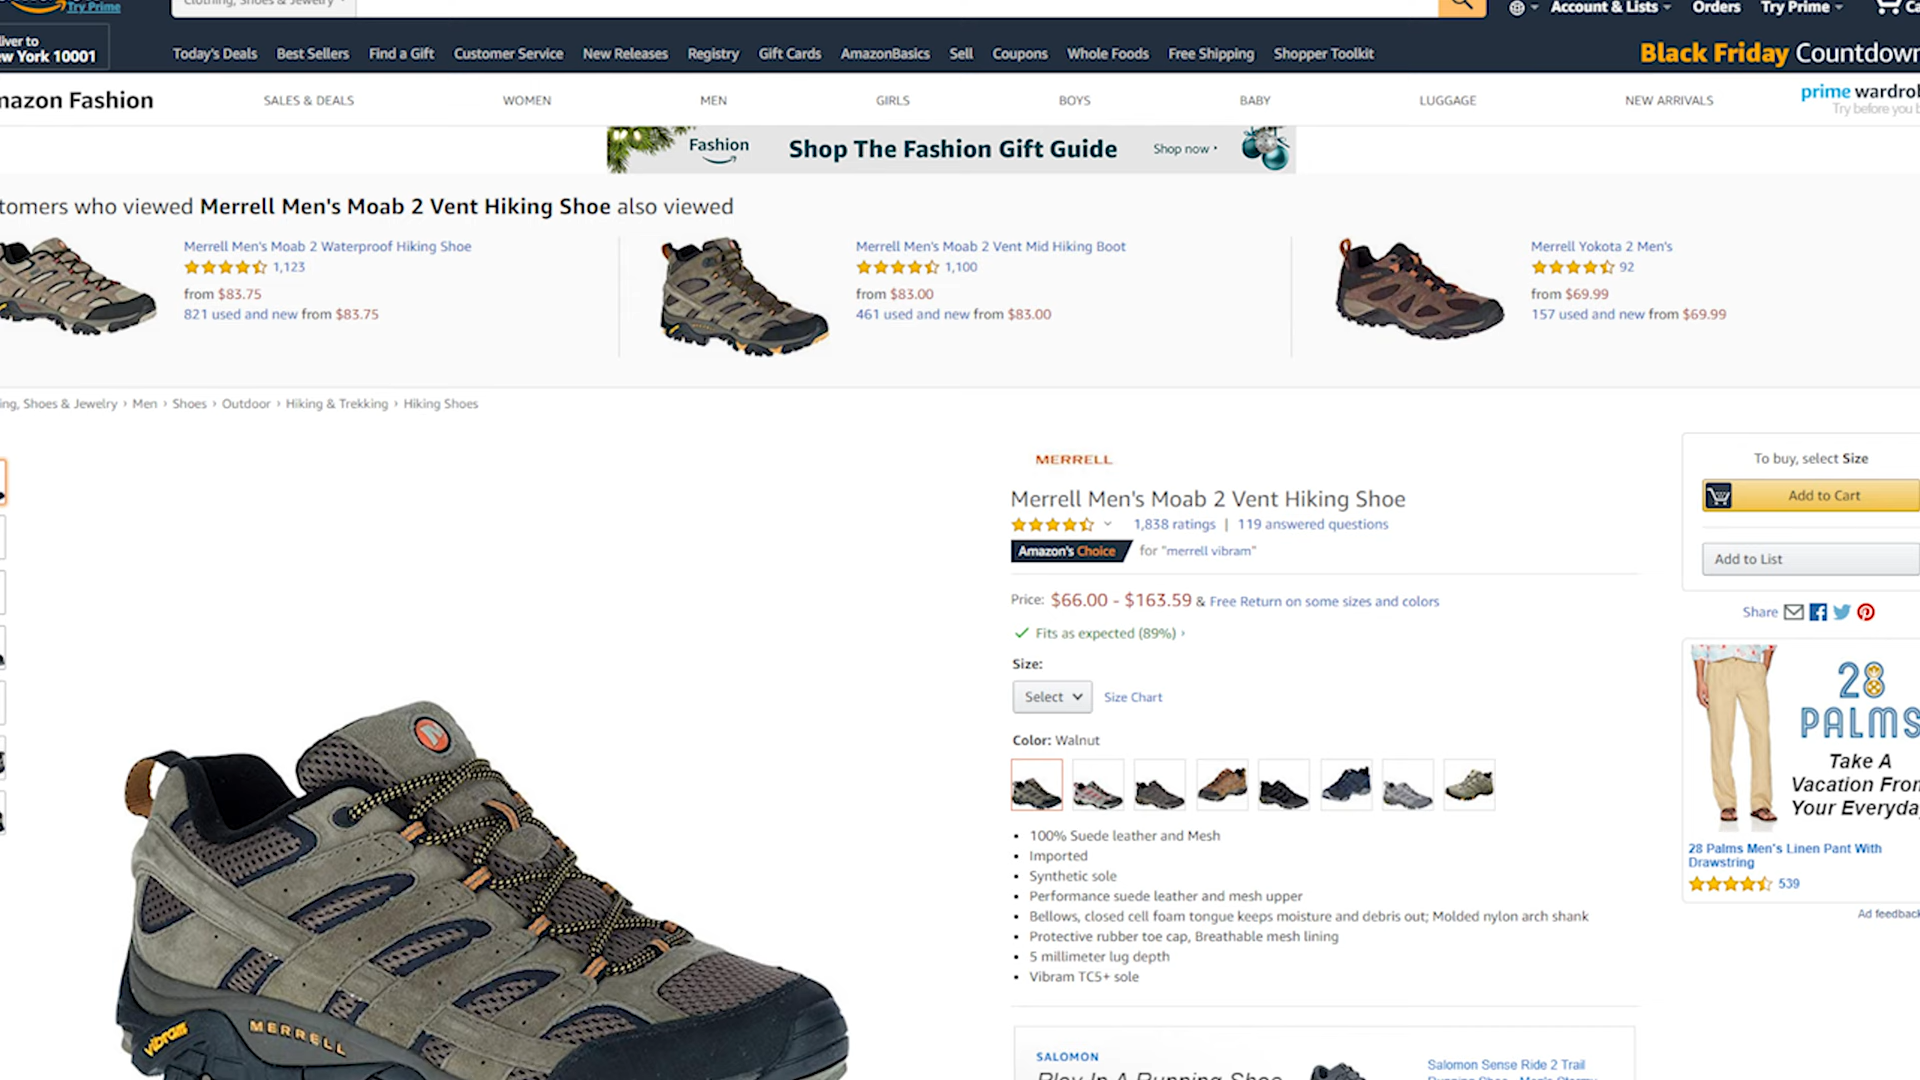 Try Prime
Clothing, Shoes & Jewelry
Account & Lists Orders Try Prime
New York 10001
Today's Deals Best Sellers Find a Gift Customer Service New Releases Registry Gift Cards AmazonBasics Sell Coupons Whole Foods Free Shipping Shopper Toolkit
Black Friday Countdown
SALES & DEALS WOMEN MEN GIRLS BOYS BABY LUGGAGE NEW ARRIVALS
Fashion
prime
Try before you
Fashion
Shop The Fashion Gift Guide
Shop now
who viewed Merrell Men's Moab 2 Vent Hiking Shoe also viewed
Merrell Men's Moab 2 Waterproof Hiking Shoe
1,123
from $83.75
821 used and new from $83.75
Merrell Men's Moab 2 Vent Mid Hiking Boot
1,100
from $83.00
461 used and new from $83.00
Merrell Yokota 2 Men's
92
from $69.99
157 used and new from $69.99
Shoes & Jewelry › Men › Shoes › Outdoor › Hiking & Trekking › Hiking Shoes
MERRELL
Merrell Men's Moab 2 Vent Hiking Shoe
1,838 ratings | 119 answered questions
Amazon's Choice for "merrell vibram"
Price: $66.00 - $163.59 & Free Return on some sizes and colors
Fits as expected (89%) ›
Size:
Select Size Chart
Color: Walnut
• 100% Suede leather and Mesh
• Imported
• Synthetic sole
• Performance suede leather and mesh upper
• Bellows, closed cell foam tongue keeps moisture and debris out; Molded nylon arch shank
• Protective rubber toe cap, Breathable mesh lining
• 5 millimeter lug depth
• Vibram TC5+ sole
SALOMON
Play In A Running Shoe
Salomon Sense Ride 2 Trail
To buy, select Size
Add to Cart
Add to List
Share
28
PALMS
Take A
Vacation From
Your Everyday
28 Palms Men's Linen Pant With
Drawstring
539
Ad feedback
vibram
MERRELL